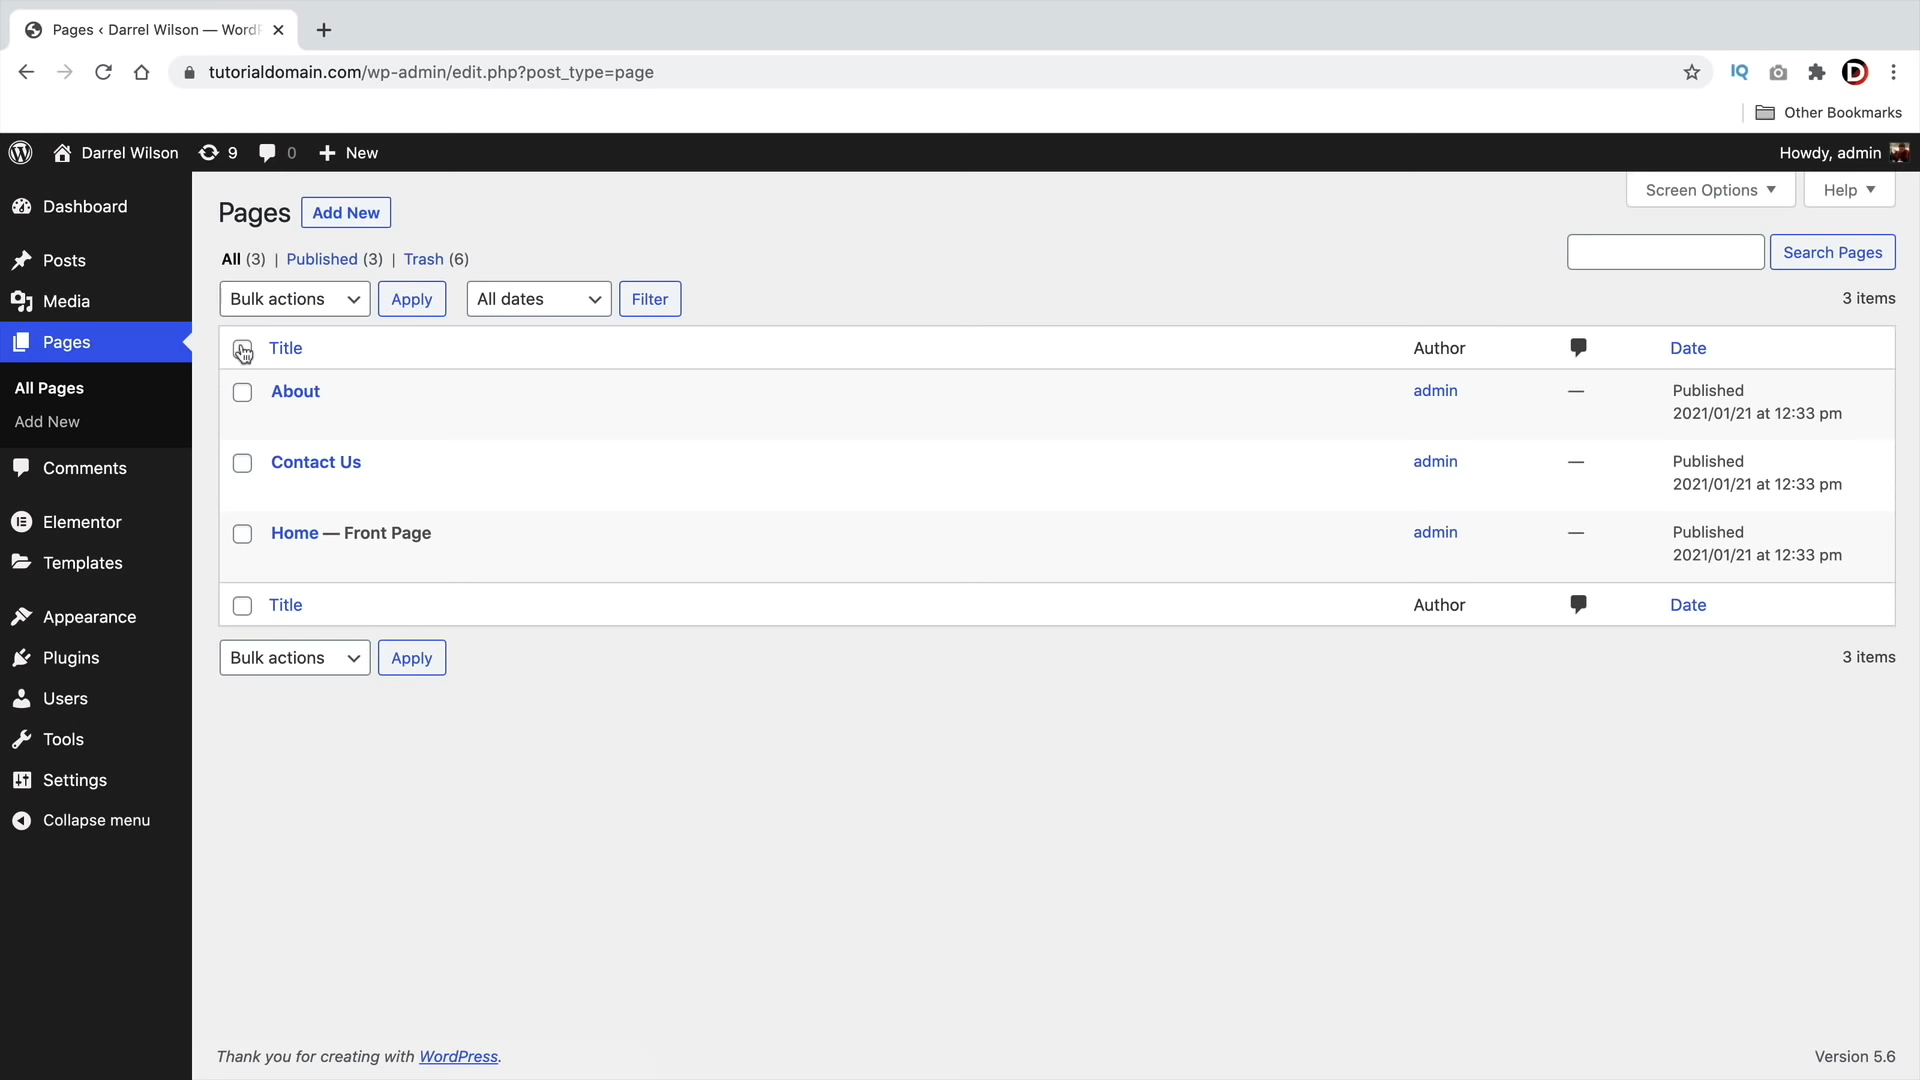 Pages ‹ Darrel Wilson — WordP
tutorialdomain.com/wp-admin/edit.php?post_type=page
IQ
D
Other Bookmarks
Darrel Wilson 9 0 New
Howdy, admin
Dashboard
Posts
Media
Pages
All Pages
Add New
Comments
Elementor
Templates
Appearance
Plugins
Users
Tools
Settings
Collapse menu
Screen Options Help
Pages Add New
All (3) | Published (3) | Trash (6)
Search Pages
Bulk actions Apply All dates Filter
3 items
Title Author Date
About admin — Published
2021/01/21 at 12:33 pm
Contact Us admin — Published
2021/01/21 at 12:33 pm
Home — Front Page admin — Published
2021/01/21 at 12:33 pm
Title Author Date
Bulk actions Apply
3 items
Thank you for creating with WordPress.
Version 5.6